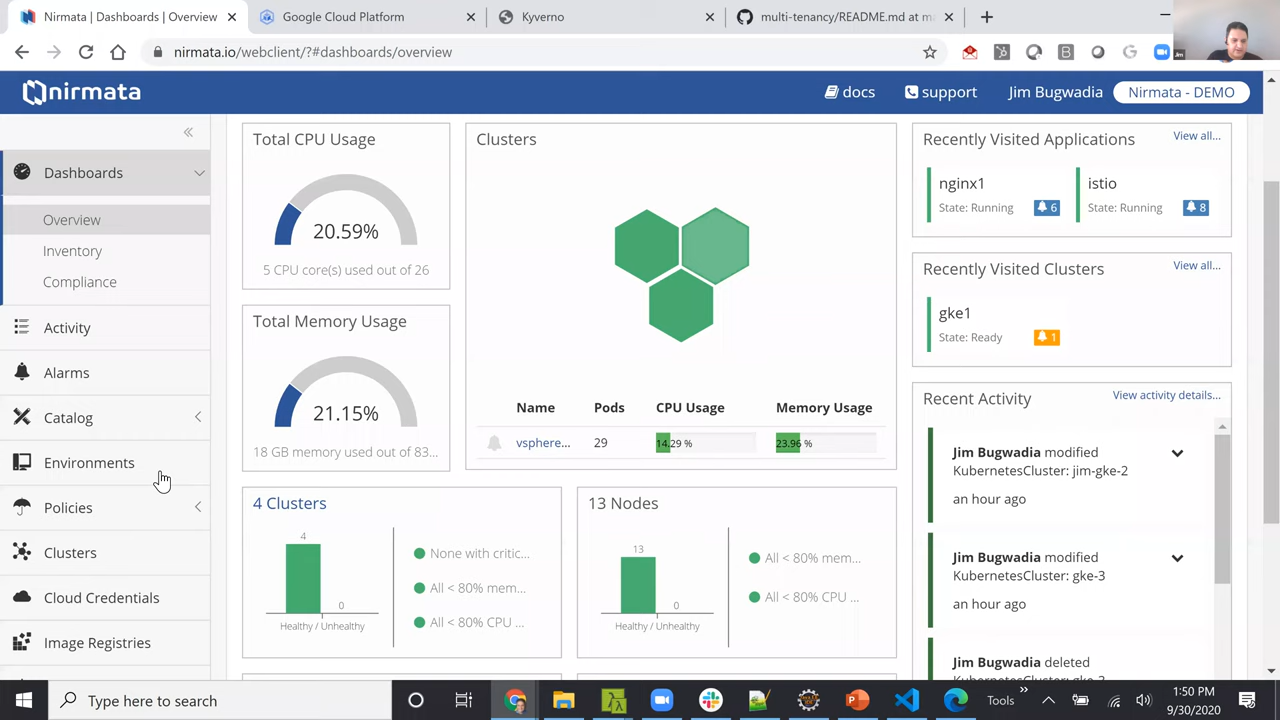 Nirmata | Dashboards | Overview
Google Cloud Platform
Kyverno
multi-tenancy/README.md at ma
nirmata.io/webclient/?#dashboards/overview
Jim
nirmata
docs
support
Jim Bugwadia
Nirmata - DEMO
Dashboards
Overview
Inventory
Compliance
Activity
Alarms
Catalog
Environments
Policies
Clusters
Cloud Credentials
Image Registries
Total CPU Usage
20.59%
5 CPU core(s) used out of 26
Total Memory Usage
21.15%
18 GB memory used out of 83...
Clusters
Name Pods CPU Usage Memory Usage
vsphere... 29 14.29 % 23.96 %
4 Clusters
4
0
Healthy / Unhealthy
None with critic...
All < 80% mem...
All < 80% CPU ...
13 Nodes
13
0
Healthy / Unhealthy
All < 80% mem...
All < 80% CPU ...
Recently Visited Applications
View all...
nginx1
State: Running
6
istio
State: Running
8
Recently Visited Clusters
View all...
gke1
State: Ready
1
Recent Activity
View activity details...
Jim Bugwadia modified
KubernetesCluster: jim-gke-2
an hour ago
Jim Bugwadia modified
KubernetesCluster: gke-3
an hour ago
Jim Bugwadia deleted
Type here to search
Tools
1:50 PM
9/30/2020